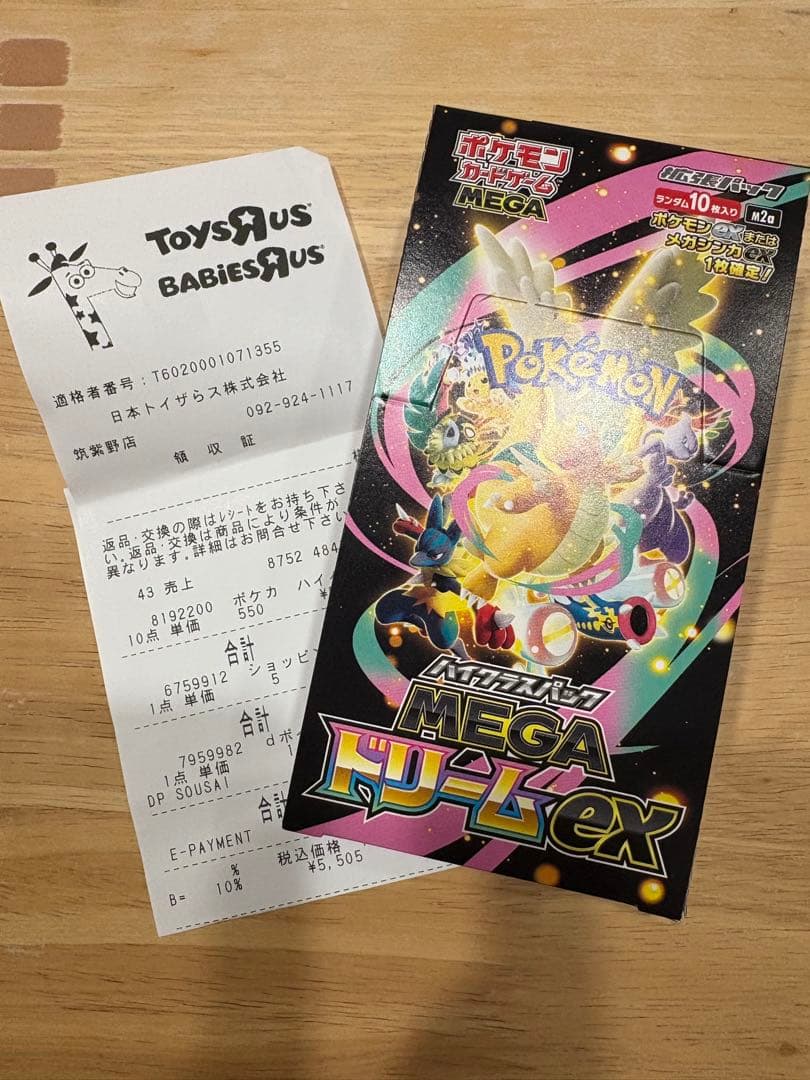 TOYSRUS
BABIESRUS
適格者番号:T6020001071355
日本トイザらス株式会社
筑紫野店 092-924-1117
領収証
返品・交換の際はレシートをお持ち下さ
い。返品・交換は商品により条件が
異なります。詳細はお問合せ下さい
43 売上 8752 484
8192200 ポケカ ハイ
10点 単価 550 ¥
合計
6759912 ショッピン
1点 単価 5
合計
7959982 dポイ
1点 単価 1
DP SOUSAI
合計
E-PAYMENT
% 税込価格
B= 10% ¥5,505
ポケモン
カードゲーム
MEGA
拡張パック
ランダム10枚入り M2a
ポケモンexまたは
メガシンカex
1枚確定!
POKéMON
ハイクラスパック
MEGA
ドリームex